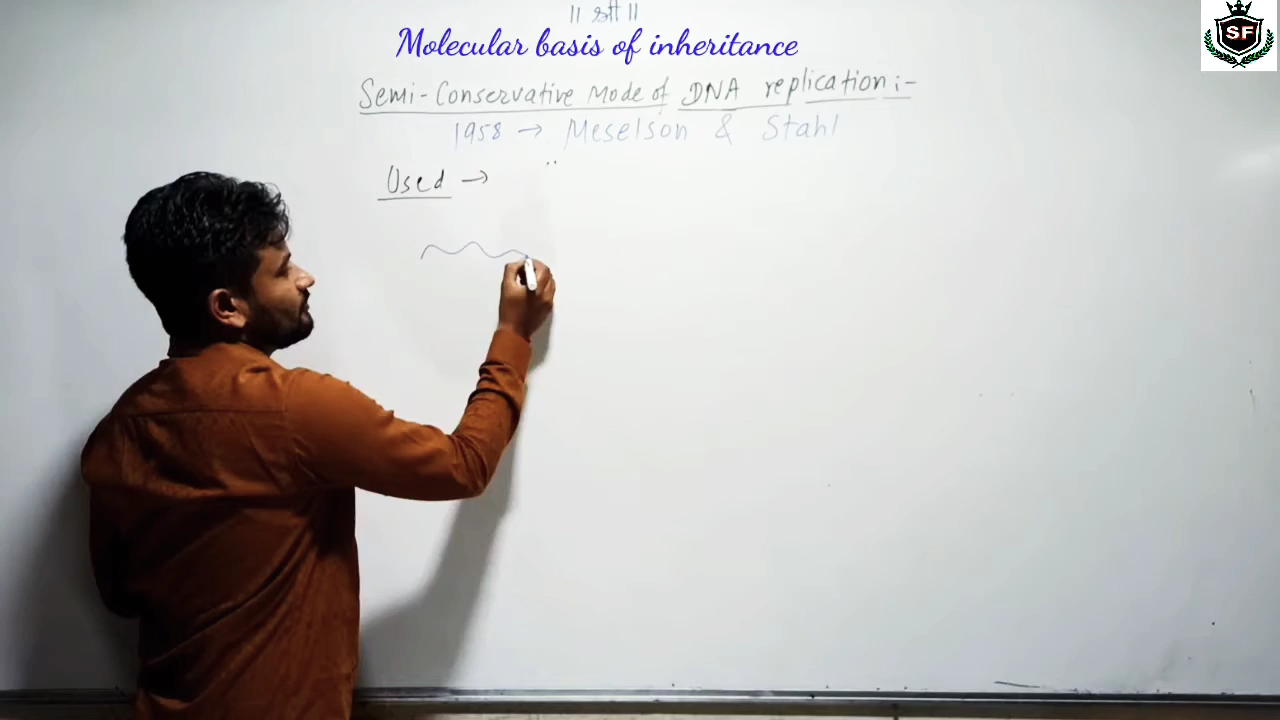 || श्री ||
Molecular basis of inheritance
SF
Semi-Conservative Mode of DNA replication :-
1958 → Meselson & Stahl
Used →